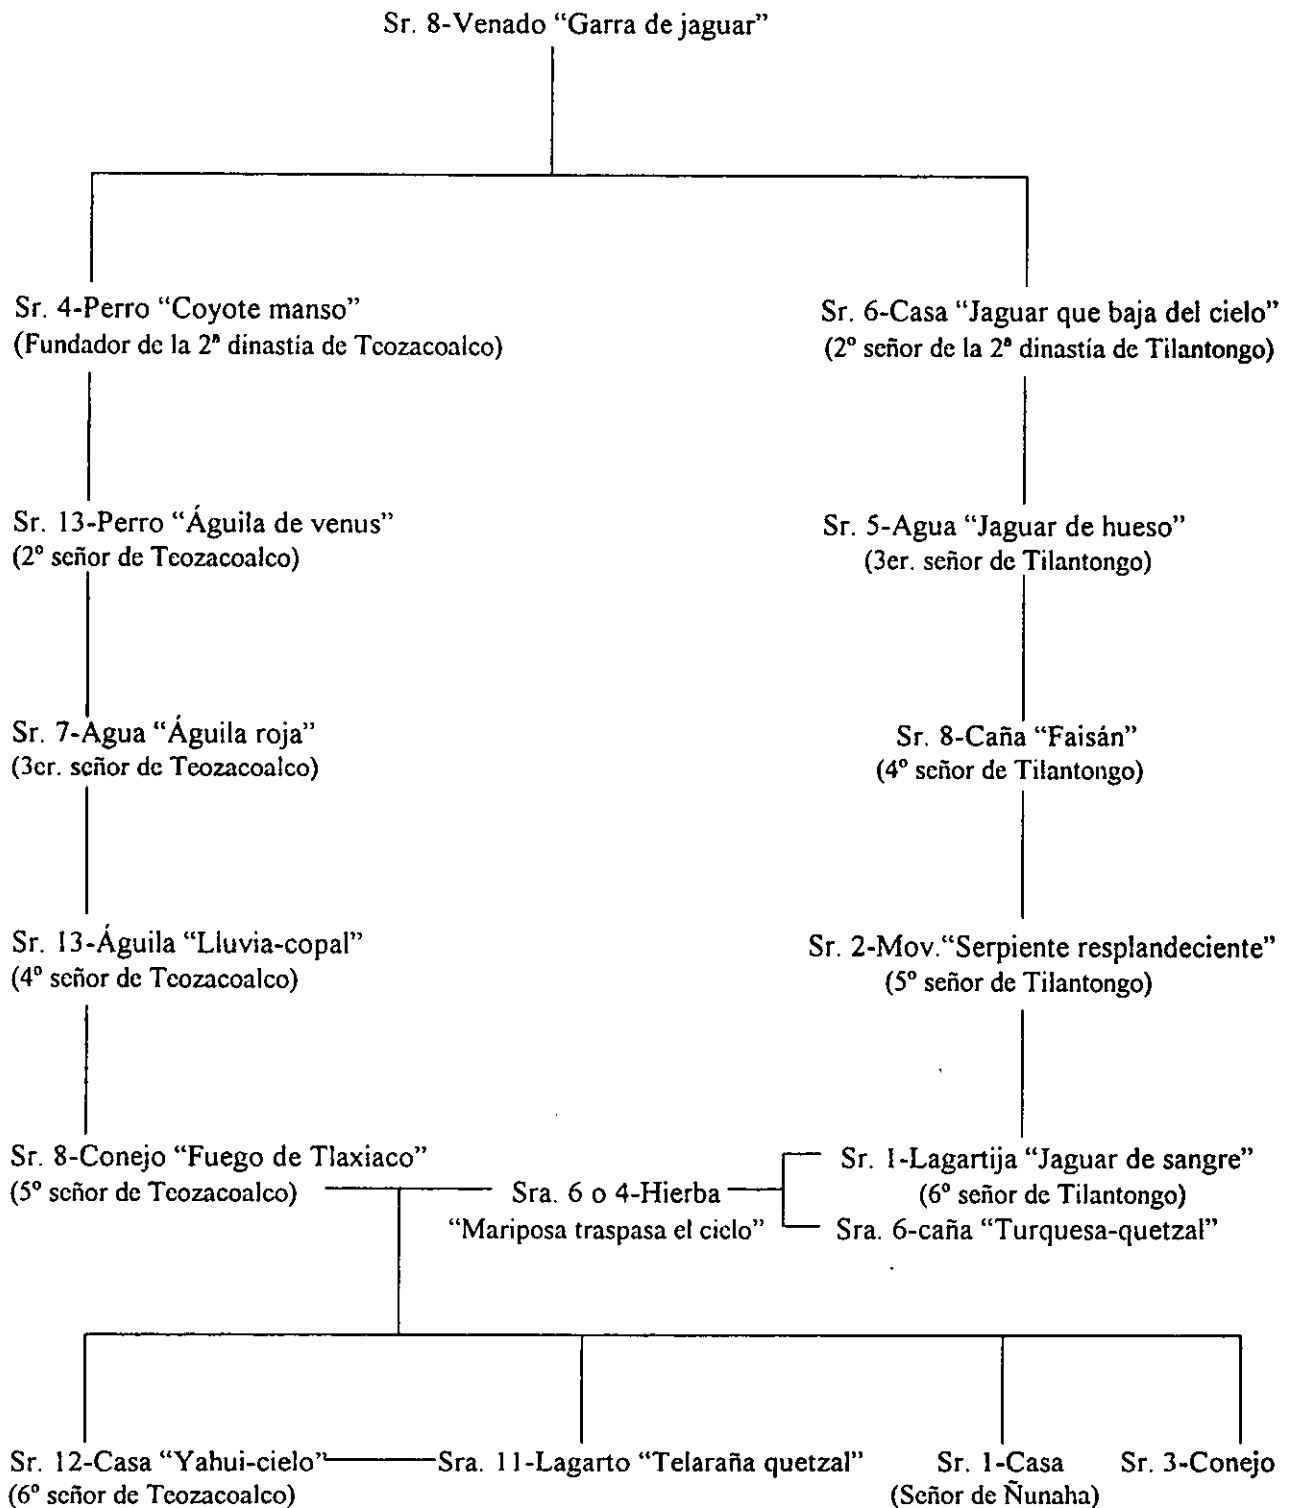 Sr. 8-Venado “Garra de jaguar”
Sr. 4-Perro “Coyote manso”
(Fundador de la 2ª dinastía de Teozacoalco)
Sr. 6-Casa “Jaguar que baja del cielo”
(2º señor de la 2ª dinastía de Tilantongo)
Sr. 13-Perro “Águila de venus”
(2º señor de Teozacoalco)
Sr. 5-Agua “Jaguar de hueso”
(3er. señor de Tilantongo)
Sr. 7-Agua “Águila roja”
(3er. señor de Teozacoalco)
Sr. 8-Caña “Faisán”
(4º señor de Tilantongo)
Sr. 13-Águila “Lluvia-copal”
(4º señor de Teozacoalco)
Sr. 2-Mov.“Serpiente resplandeciente”
(5º señor de Tilantongo)
Sr. 8-Conejo “Fuego de Tlaxiaco”
(5º señor de Teozacoalco)
Sra. 6 o 4-Hierba
“Mariposa traspasa el cielo”
Sr. 1-Lagartija “Jaguar de sangre”
(6º señor de Tilantongo)
Sra. 6-caña “Turquesa-quetzal”
Sr. 12-Casa “Yahui-cielo”
(6º señor de Teozacoalco)
Sra. 11-Lagarto “Telaraña quetzal”
Sr. 1-Casa
(Señor de Ñunaha)
Sr. 3-Conejo